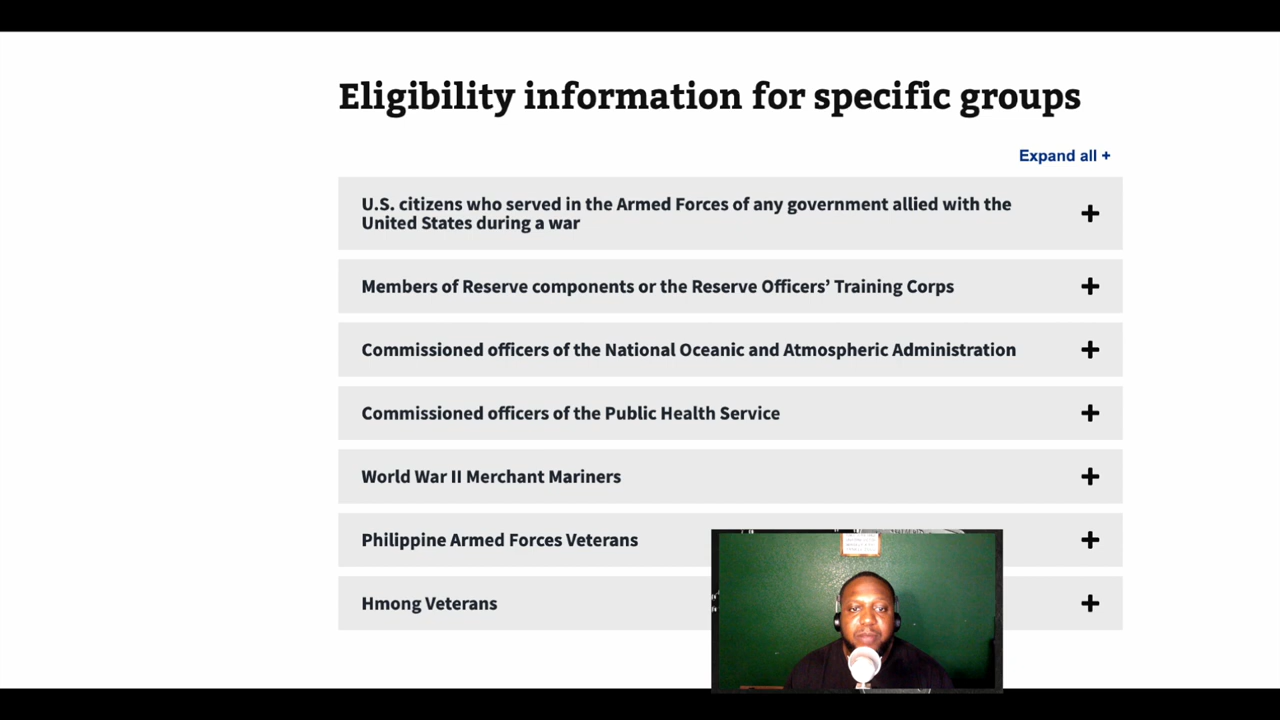 Eligibility information for specific groups
Expand all +
U.S. citizens who served in the Armed Forces of any government allied with the
United States during a war
Members of Reserve components or the Reserve Officers’ Training Corps
Commissioned officers of the National Oceanic and Atmospheric Administration
Commissioned officers of the Public Health Service
World War II Merchant Mariners
Philippine Armed Forces Veterans
Hmong Veterans